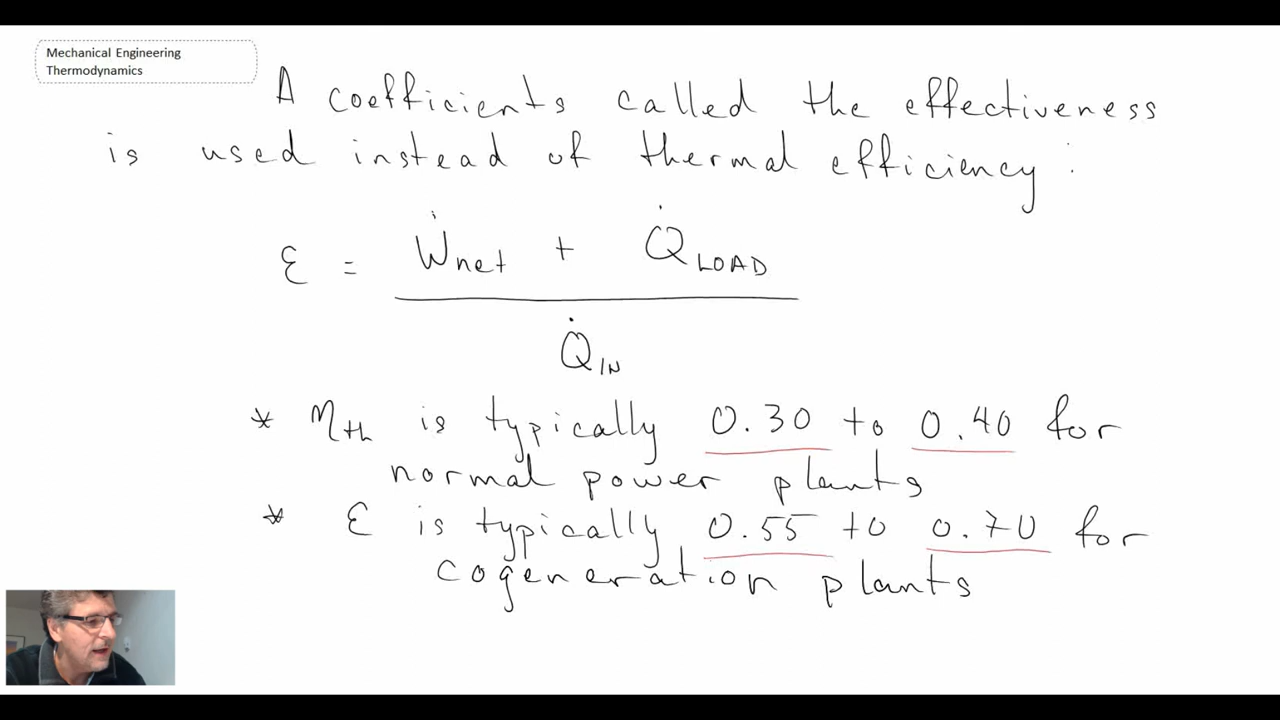 Mechanical Engineering
Thermodynamics
A coefficients called the effectiveness
is used instead of thermal efficiency:
ε = (Ẇnet + Q̇LOAD) / Q̇IN
* ηth is typically 0.30 to 0.40 for
normal power plants
* ε is typically 0.55 to 0.70 for
cogeneration plants